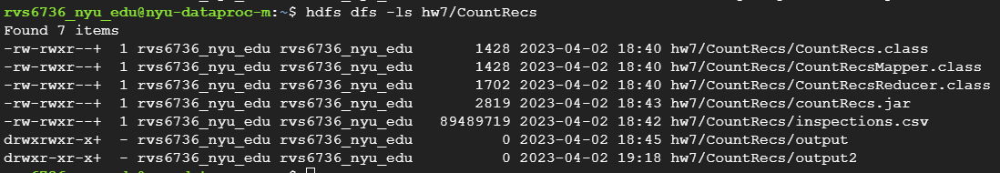 rvs6736_nyu_edu@nyu-dataproc-m:~$ hdfs dfs -ls hw7/CountRecs
Found 7 items
-rw-rwxr--+  1 rvs6736_nyu_edu rvs6736_nyu_edu       1428 2023-04-02 18:40 hw7/CountRecs/CountRecs.class
-rw-rwxr--+  1 rvs6736_nyu_edu rvs6736_nyu_edu       1428 2023-04-02 18:40 hw7/CountRecs/CountRecsMapper.class
-rw-rwxr--+  1 rvs6736_nyu_edu rvs6736_nyu_edu       1702 2023-04-02 18:40 hw7/CountRecs/CountRecsReducer.class
-rw-rwxr--+  1 rvs6736_nyu_edu rvs6736_nyu_edu       2819 2023-04-02 18:43 hw7/CountRecs/countRecs.jar
-rw-rwxr--+  1 rvs6736_nyu_edu rvs6736_nyu_edu   89489719 2023-04-02 18:42 hw7/CountRecs/inspections.csv
drwxrwxr-x+  - rvs6736_nyu_edu rvs6736_nyu_edu          0 2023-04-02 18:45 hw7/CountRecs/output
drwxr-xr-x+  - rvs6736_nyu_edu rvs6736_nyu_edu          0 2023-04-02 19:18 hw7/CountRecs/output2